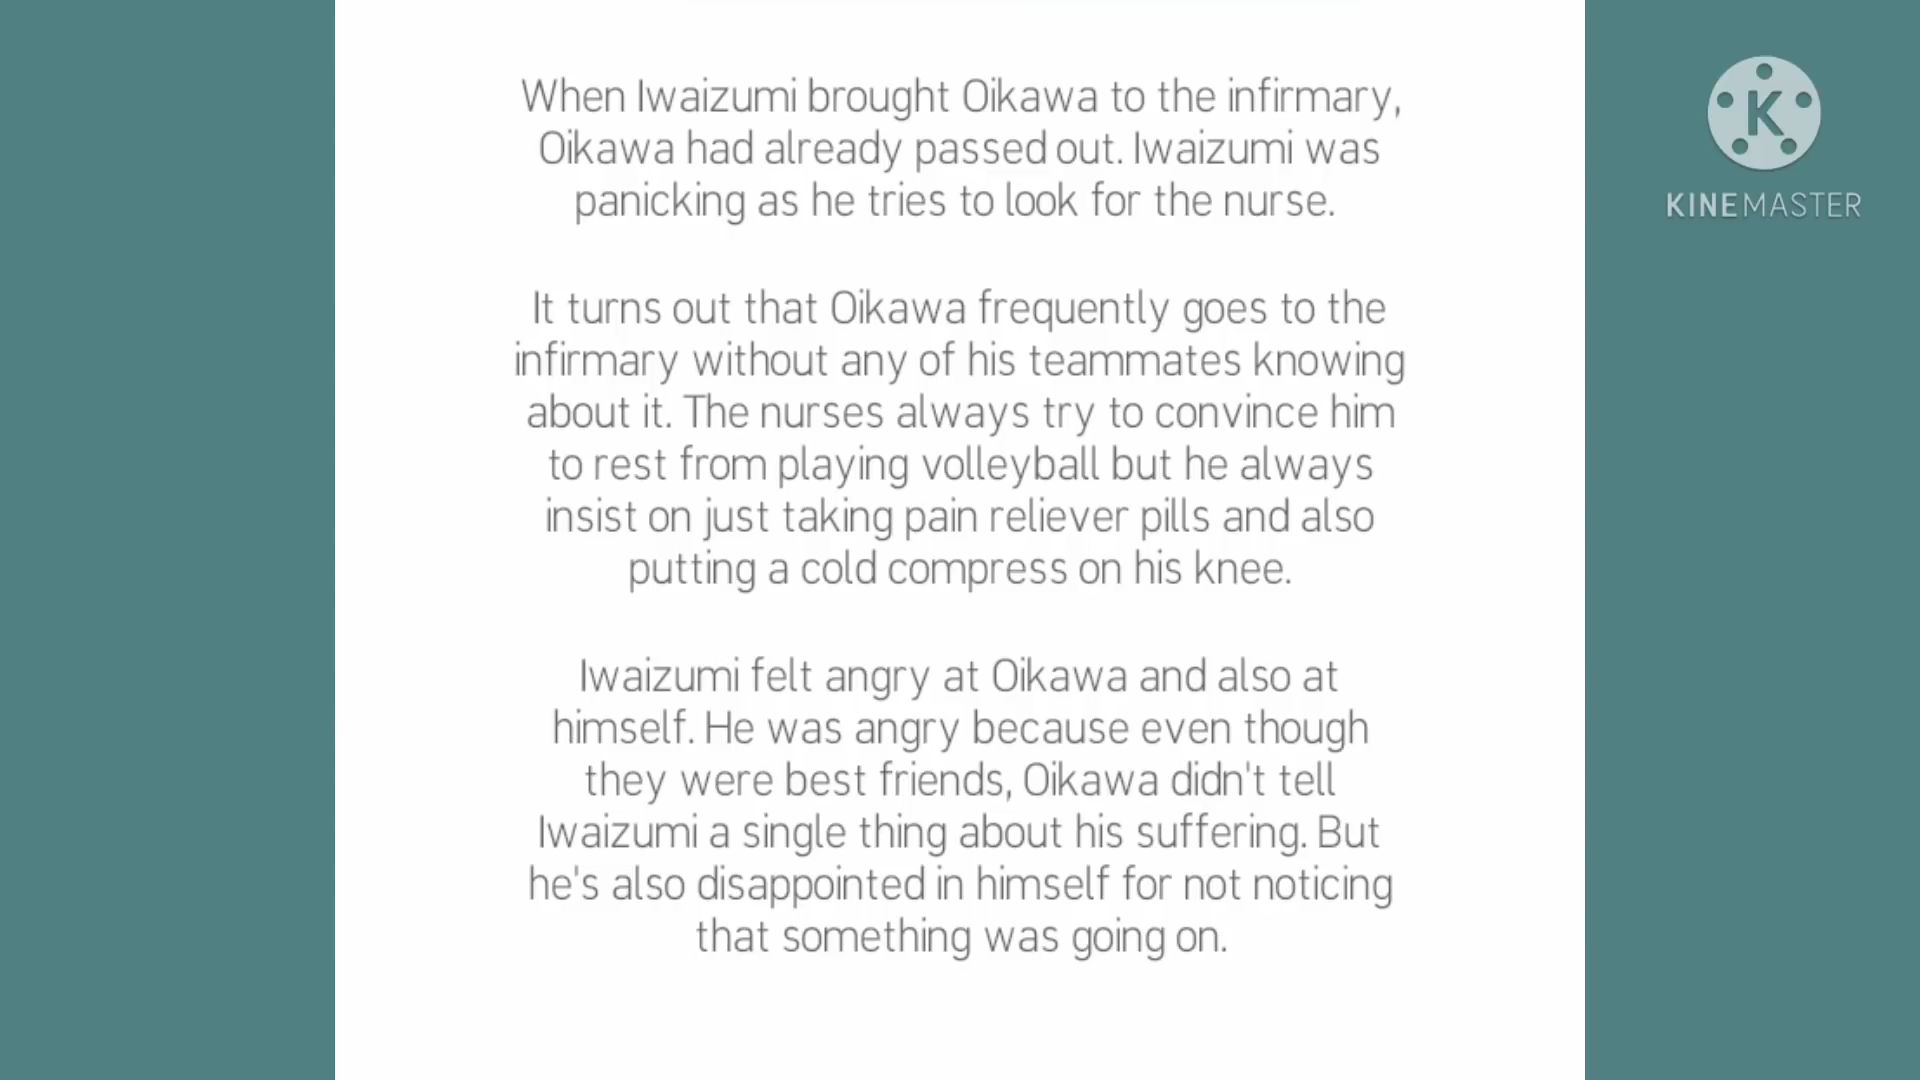 When Iwaizumi brought Oikawa to the infirmary,
Oikawa had already passed out. Iwaizumi was
panicking as he tries to look for the nurse.
It turns out that Oikawa frequently goes to the
infirmary without any of his teammates knowing
about it. The nurses always try to convince him
to rest from playing volleyball but he always
insist on just taking pain reliever pills and also
putting a cold compress on his knee.
Iwaizumi felt angry at Oikawa and also at
himself. He was angry because even though
they were best friends, Oikawa didn't tell
Iwaizumi a single thing about his suffering. But
he's also disappointed in himself for not noticing
that something was going on.
K
KINEMASTER